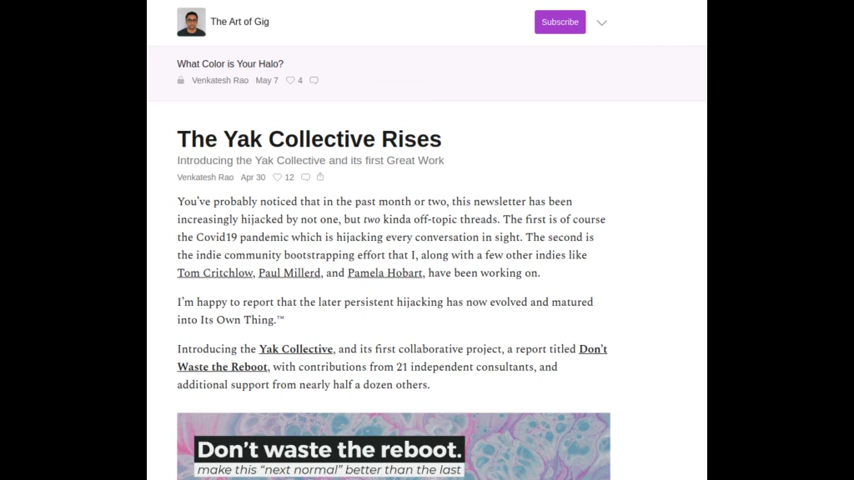 The Art of Gig
Subscribe
What Color is Your Halo?
Venkatesh Rao May 7 4
The Yak Collective Rises
Introducing the Yak Collective and its first Great Work
Venkatesh Rao Apr 30 12
You’ve probably noticed that in the past month or two, this newsletter has been
increasingly hijacked by not one, but two kinda off-topic threads. The first is of course
the Covid19 pandemic which is hijacking every conversation in sight. The second is
the indie community bootstrapping effort that I, along with a few other indies like
Tom Critchlow, Paul Millerd, and Pamela Hobart, have been working on.
I’m happy to report that the later persistent hijacking has now evolved and matured
into Its Own Thing.™
Introducing the Yak Collective, and its first collaborative project, a report titled Don’t
Waste the Reboot, with contributions from 21 independent consultants, and
additional support from nearly half a dozen others.
Don’t waste the reboot.
make this “next normal” better than the last